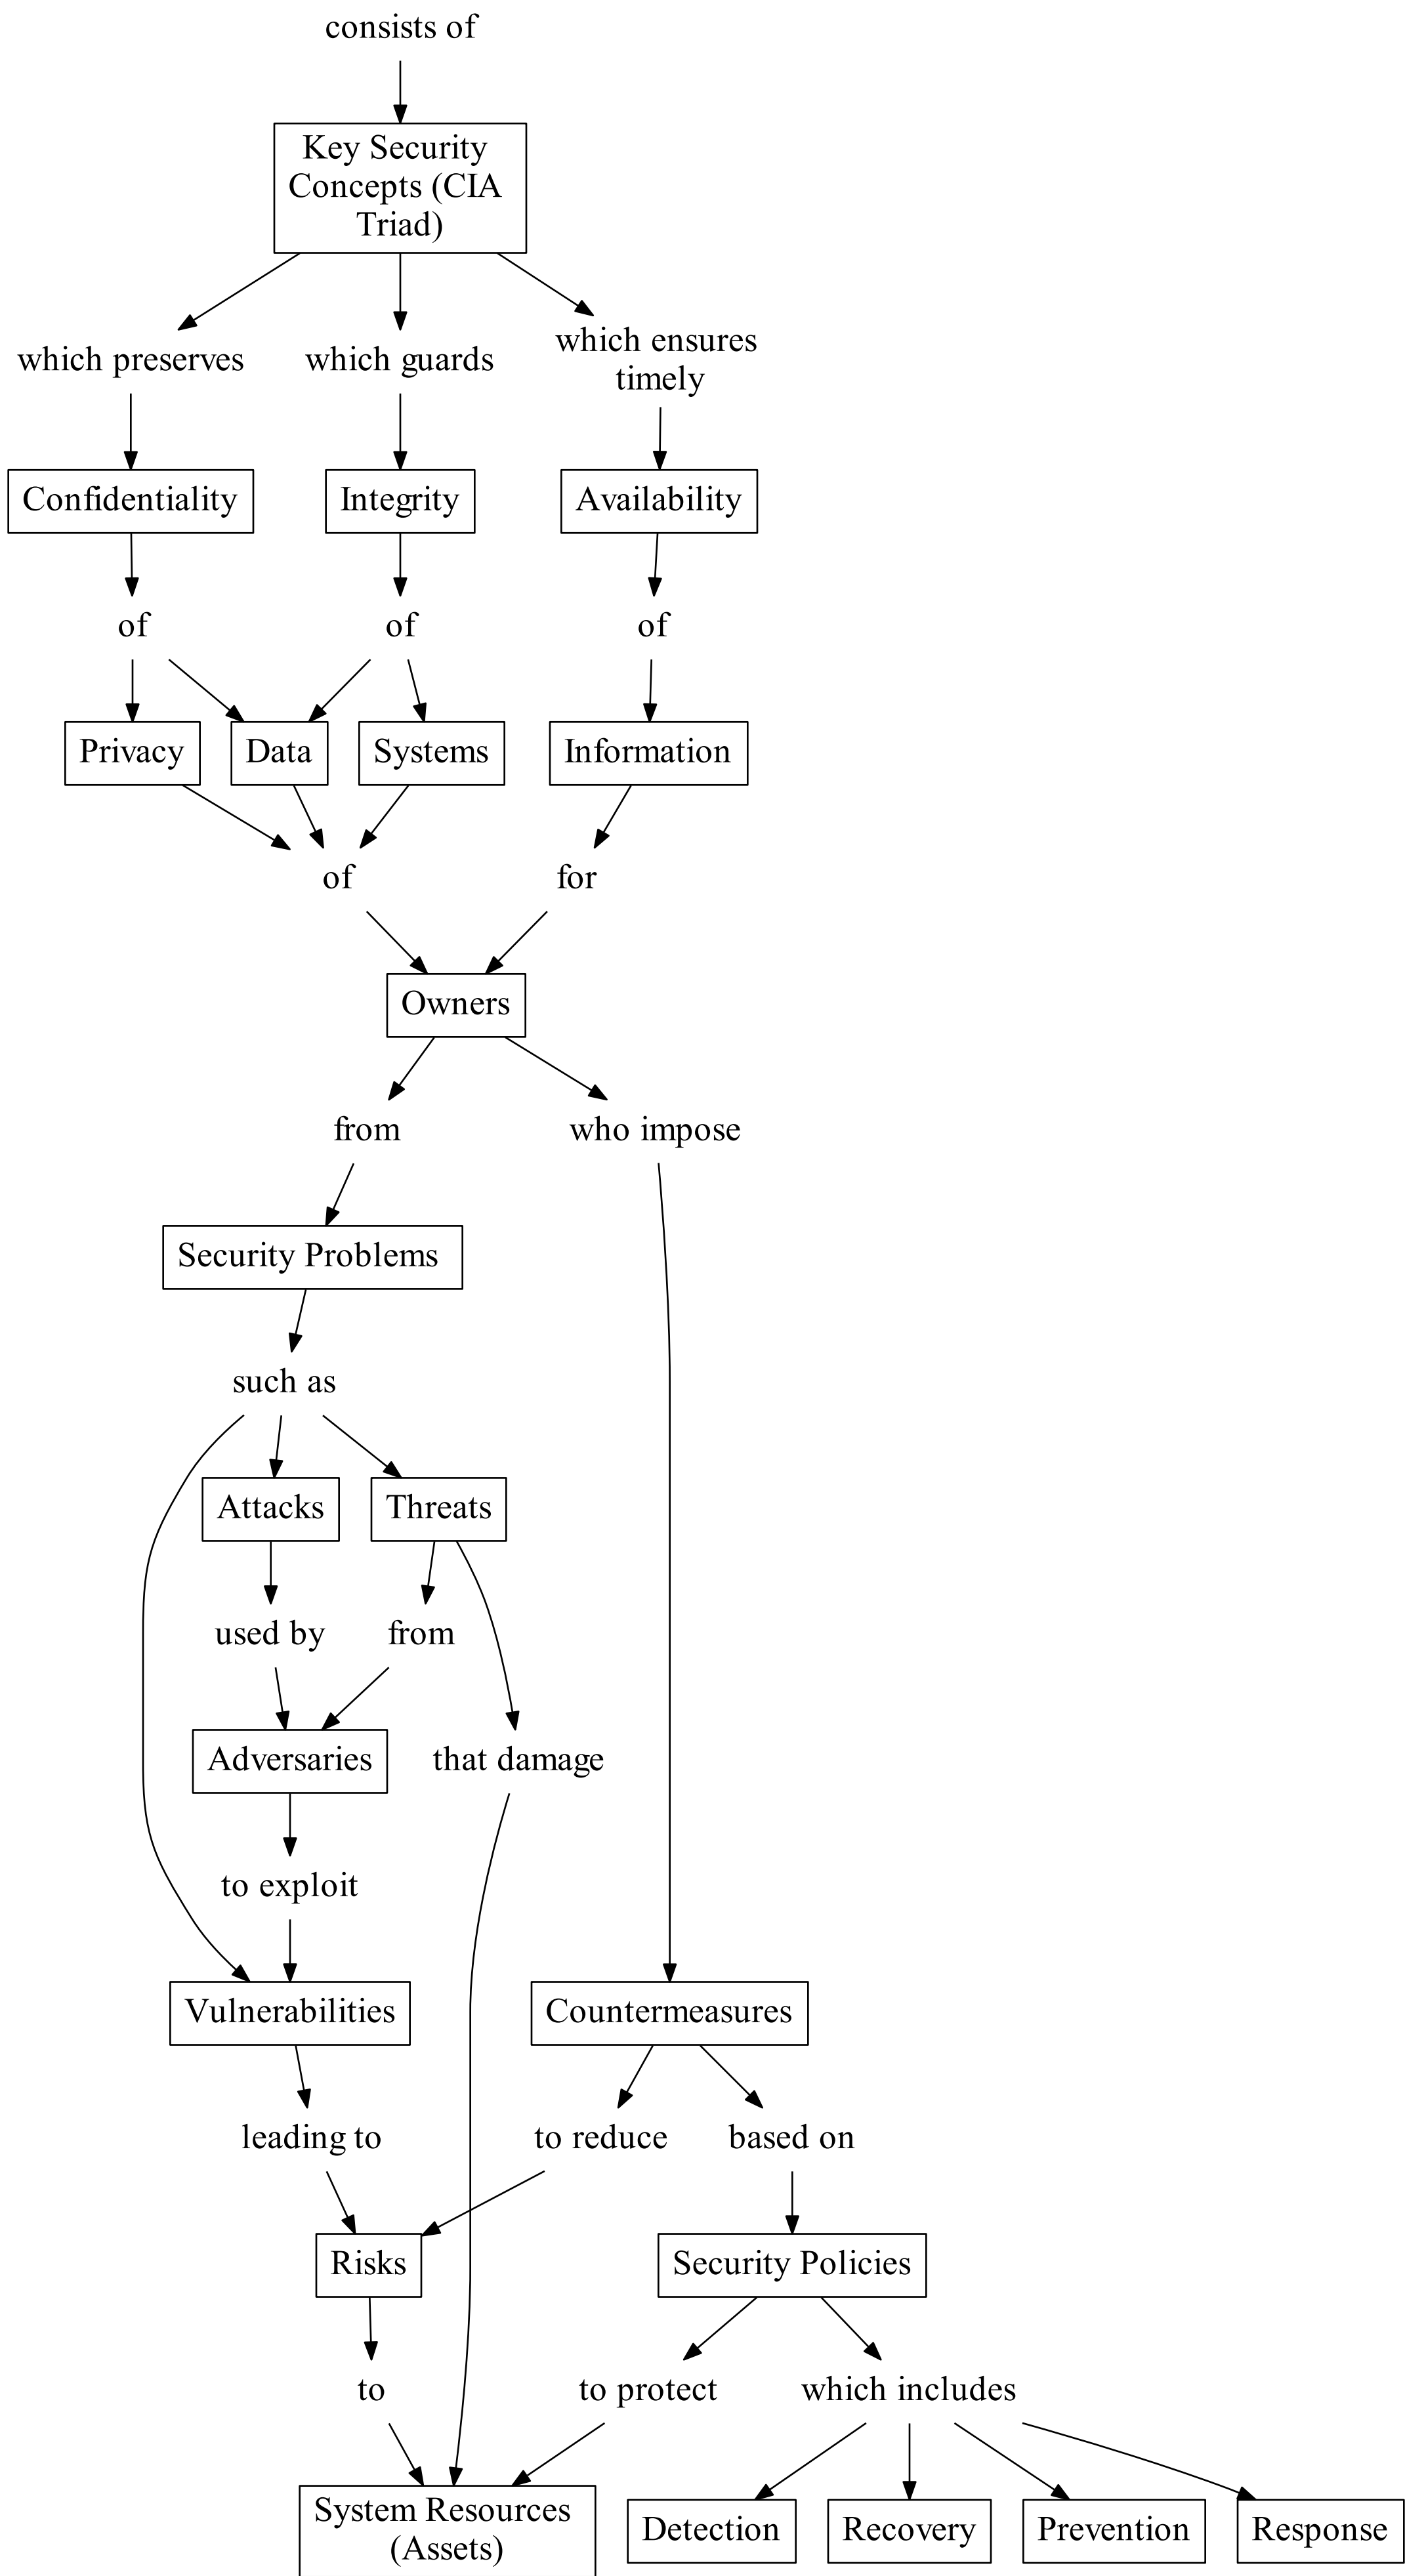 consists of
Key Security
Concepts (CIA
Triad)
which preserves
which guards
which ensures
timely
Confidentiality
Integrity
Availability
of
of
of
Privacy
Data
Systems
Information
of
for
Owners
from
who impose
Security Problems
such as
Attacks
Threats
used by
from
Adversaries
that damage
to exploit
Vulnerabilities
Countermeasures
leading to
to reduce
based on
Risks
Security Policies
to
to protect
which includes
System Resources
(Assets)
Detection
Recovery
Prevention
Response